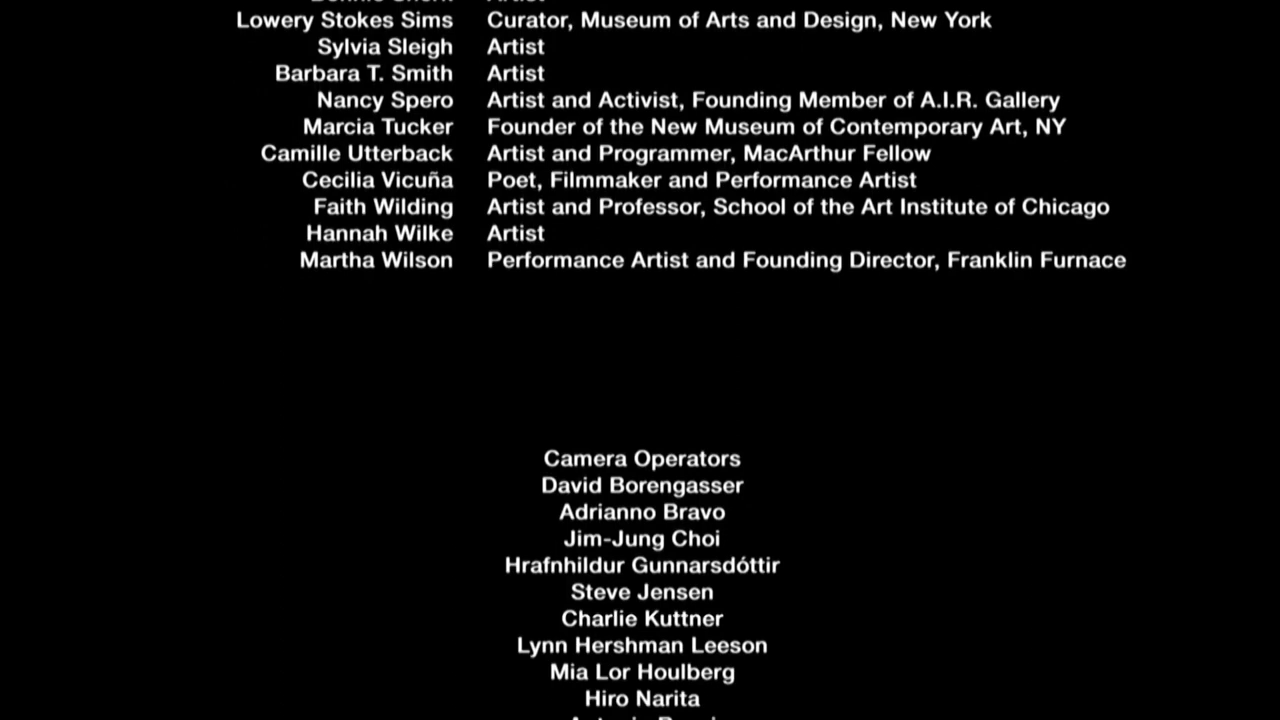 Lowery Stokes Sims Curator, Museum of Arts and Design, New York
Sylvia Sleigh Artist
Barbara T. Smith Artist
Nancy Spero Artist and Activist, Founding Member of A.I.R. Gallery
Marcia Tucker Founder of the New Museum of Contemporary Art, NY
Camille Utterback Artist and Programmer, MacArthur Fellow
Cecilia Vicuña Poet, Filmmaker and Performance Artist
Faith Wilding Artist and Professor, School of the Art Institute of Chicago
Hannah Wilke Artist
Martha Wilson Performance Artist and Founding Director, Franklin Furnace
Camera Operators
David Borengasser
Adrianno Bravo
Jim-Jung Choi
Hrafnhildur Gunnarsdóttir
Steve Jensen
Charlie Kuttner
Lynn Hershman Leeson
Mia Lor Houlberg
Hiro Narita